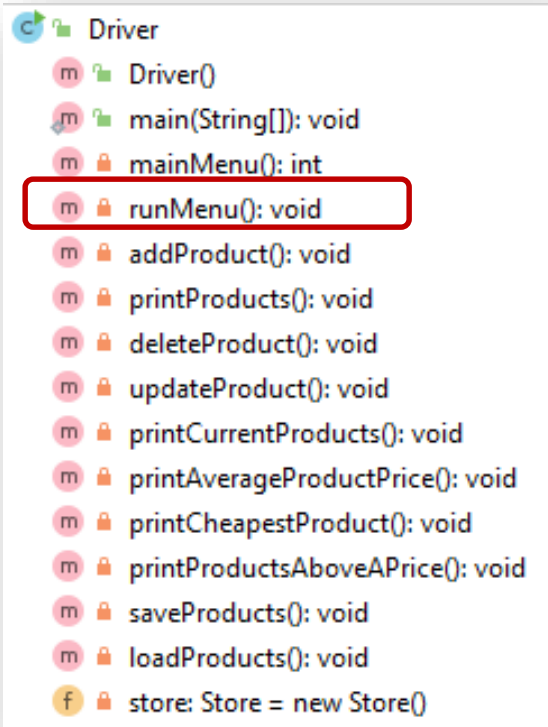 C Driver
m Driver()
m main(String[]): void
m mainMenu(): int
m runMenu(): void
m addProduct(): void
m printProducts(): void
m deleteProduct(): void
m updateProduct(): void
m printCurrentProducts(): void
m printAverageProductPrice(): void
m printCheapestProduct(): void
m printProductsAboveAPrice(): void
m saveProducts(): void
m loadProducts(): void
f store: Store = new Store()